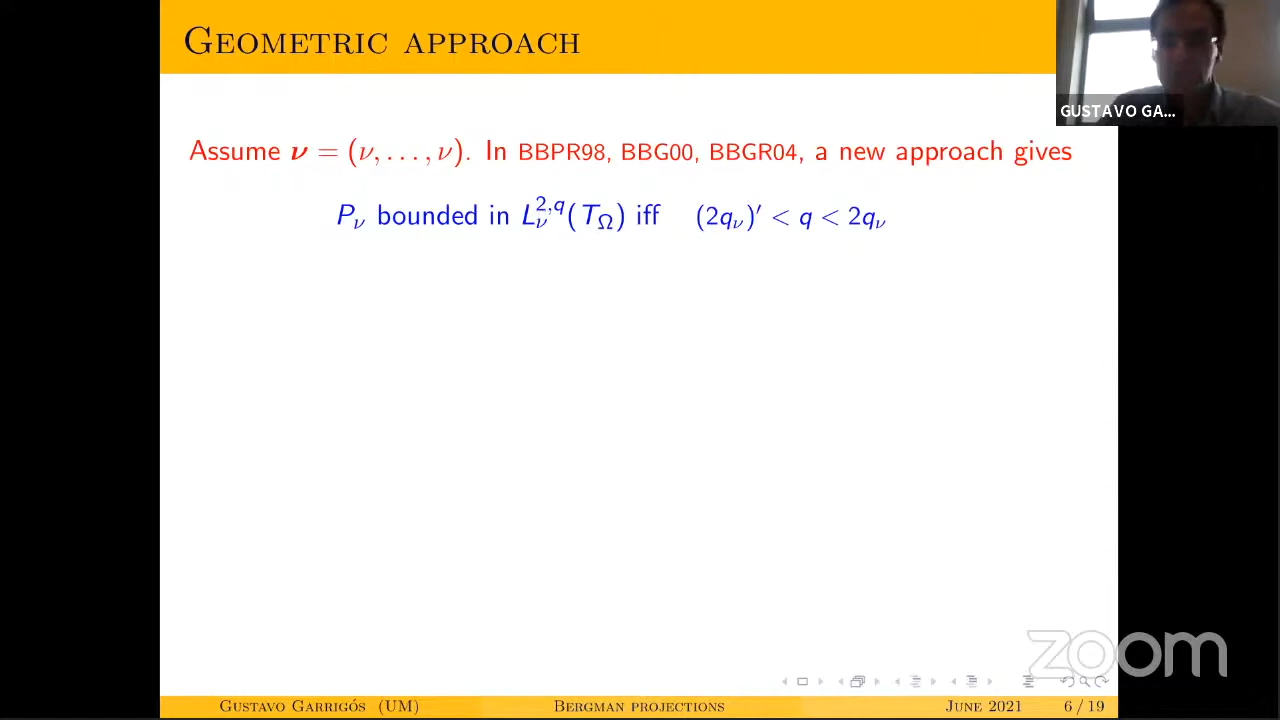 GEOMETRIC APPROACH
GUSTAVO GA...
Assume 𝝂 = (ν, . . . , ν). In BBPR98, BBG00, BBGR04, a new approach gives
P_ν bounded in L_ν^{2,q}(T_Ω) iff (2q_ν)′ < q < 2q_ν
zoom
GUSTAVO GARRIGÓS (UM) BERGMAN PROJECTIONS JUNE 2021 6 / 19